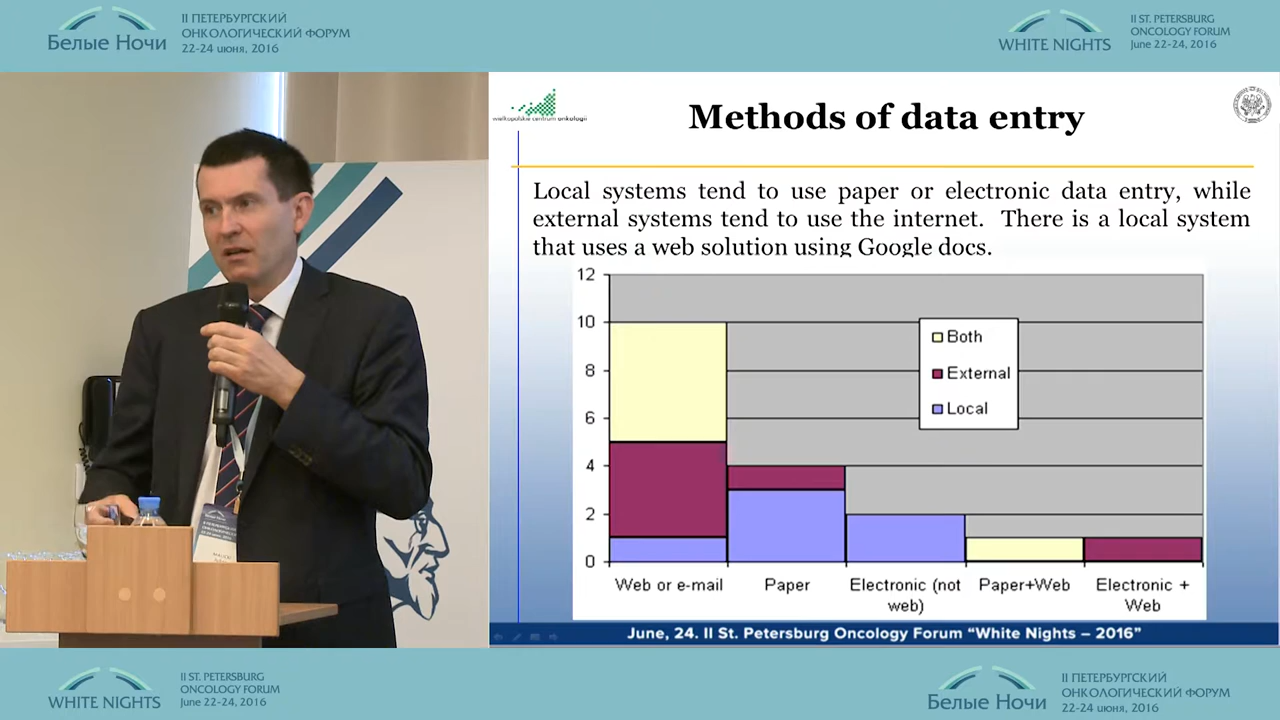 Белые Ночи
II ПЕТЕРБУРГСКИЙ
ОНКОЛОГИЧЕСКИЙ ФОРУМ
22-24 июня, 2016
WHITE NIGHTS
II ST. PETERSBURG
ONCOLOGY FORUM
June 22-24, 2016
wielkopolskie centrum onkologii
Methods of data entry
Local systems tend to use paper or electronic data entry, while
external systems tend to use the internet. There is a local system
that uses a web solution using Google docs.
12
10
8
6
4
2
0
Both
External
Local
Web or e-mail
Paper
Electronic (not
web)
Paper+Web
Electronic +
Web
June, 24. II St. Petersburg Oncology Forum “White Nights – 2016”
WHITE NIGHTS
II ST. PETERSBURG
ONCOLOGY FORUM
June 22-24, 2016
Белые Ночи
II ПЕТЕРБУРГСКИЙ
ОНКОЛОГИЧЕСКИЙ ФОРУМ
22-24 июня, 2016